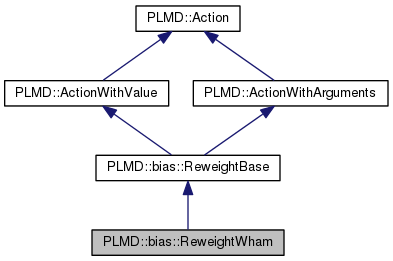 PLMD::Action
PLMD::ActionWithValue
PLMD::ActionWithArguments
PLMD::bias::ReweightBase
PLMD::bias::ReweightWham